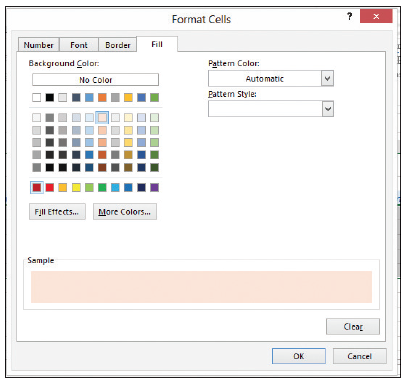 Format Cells
? ×
Number Font Border Fill
Background Color:
No Color
Fill Effects... More Colors...
Pattern Color:
Automatic
Pattern Style:
Sample
Clear
OK Cancel